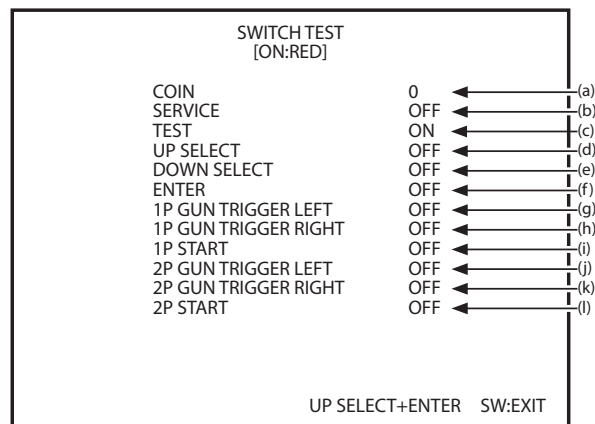 SWITCH TEST
[ON:RED]
COIN 0 (a)
SERVICE OFF (b)
TEST ON (c)
UP SELECT OFF (d)
DOWN SELECT OFF (e)
ENTER OFF (f)
1P GUN TRIGGER LEFT OFF (g)
1P GUN TRIGGER RIGHT OFF (h)
1P START OFF (i)
2P GUN TRIGGER LEFT OFF (j)
2P GUN TRIGGER RIGHT OFF (k)
2P START OFF (l)
UP SELECT+ENTER SW:EXIT